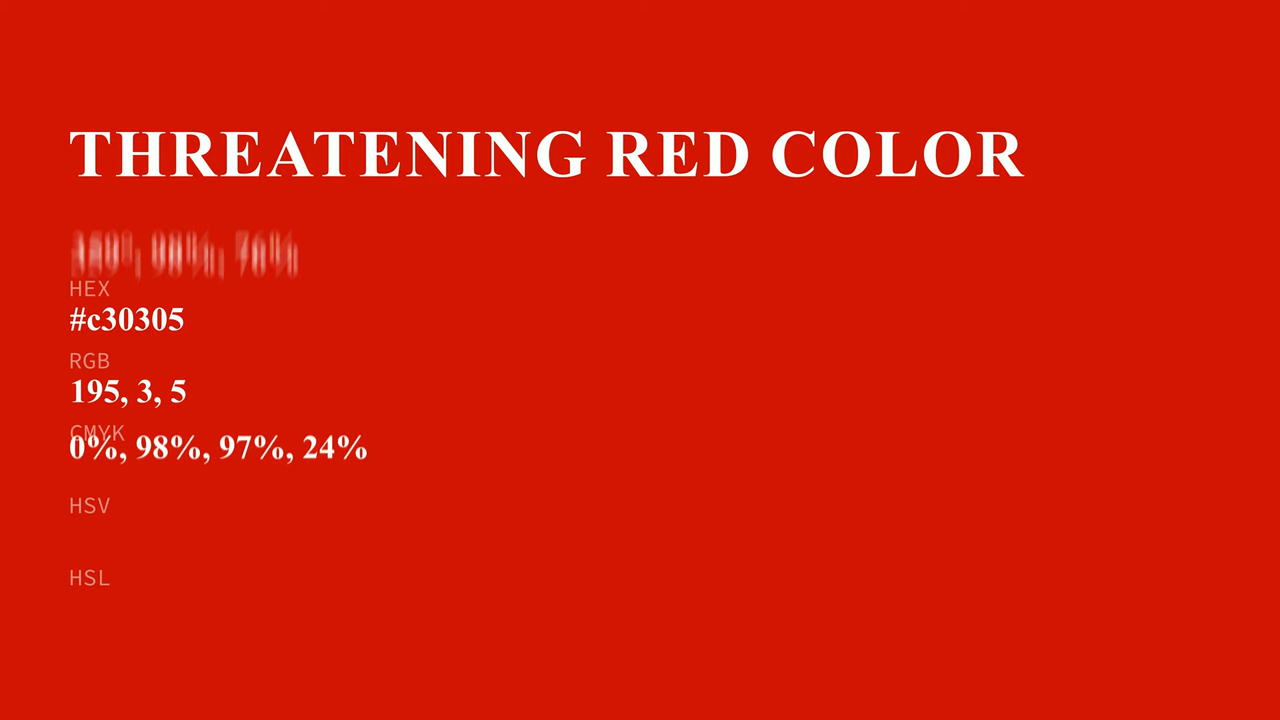 THREATENING RED COLOR
HEX
#c30305
RGB
195, 3, 5
CMYK
0%, 98%, 97%, 24%
HSV
HSL